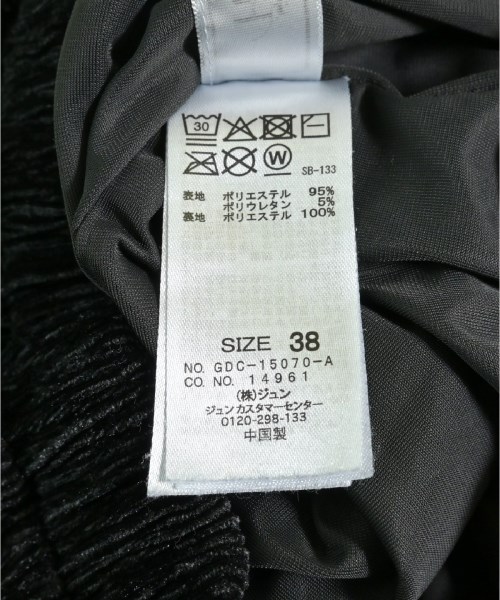 30
W
SB-133
表地 ポリエステル 95%
ポリウレタン 5%
裏地 ポリエステル 100%
SIZE 38
NO. GDC-15070-A
CO. NO. 14961
(株)ジュン
ジュンカスタマーセンター
0120-298-133
中国製